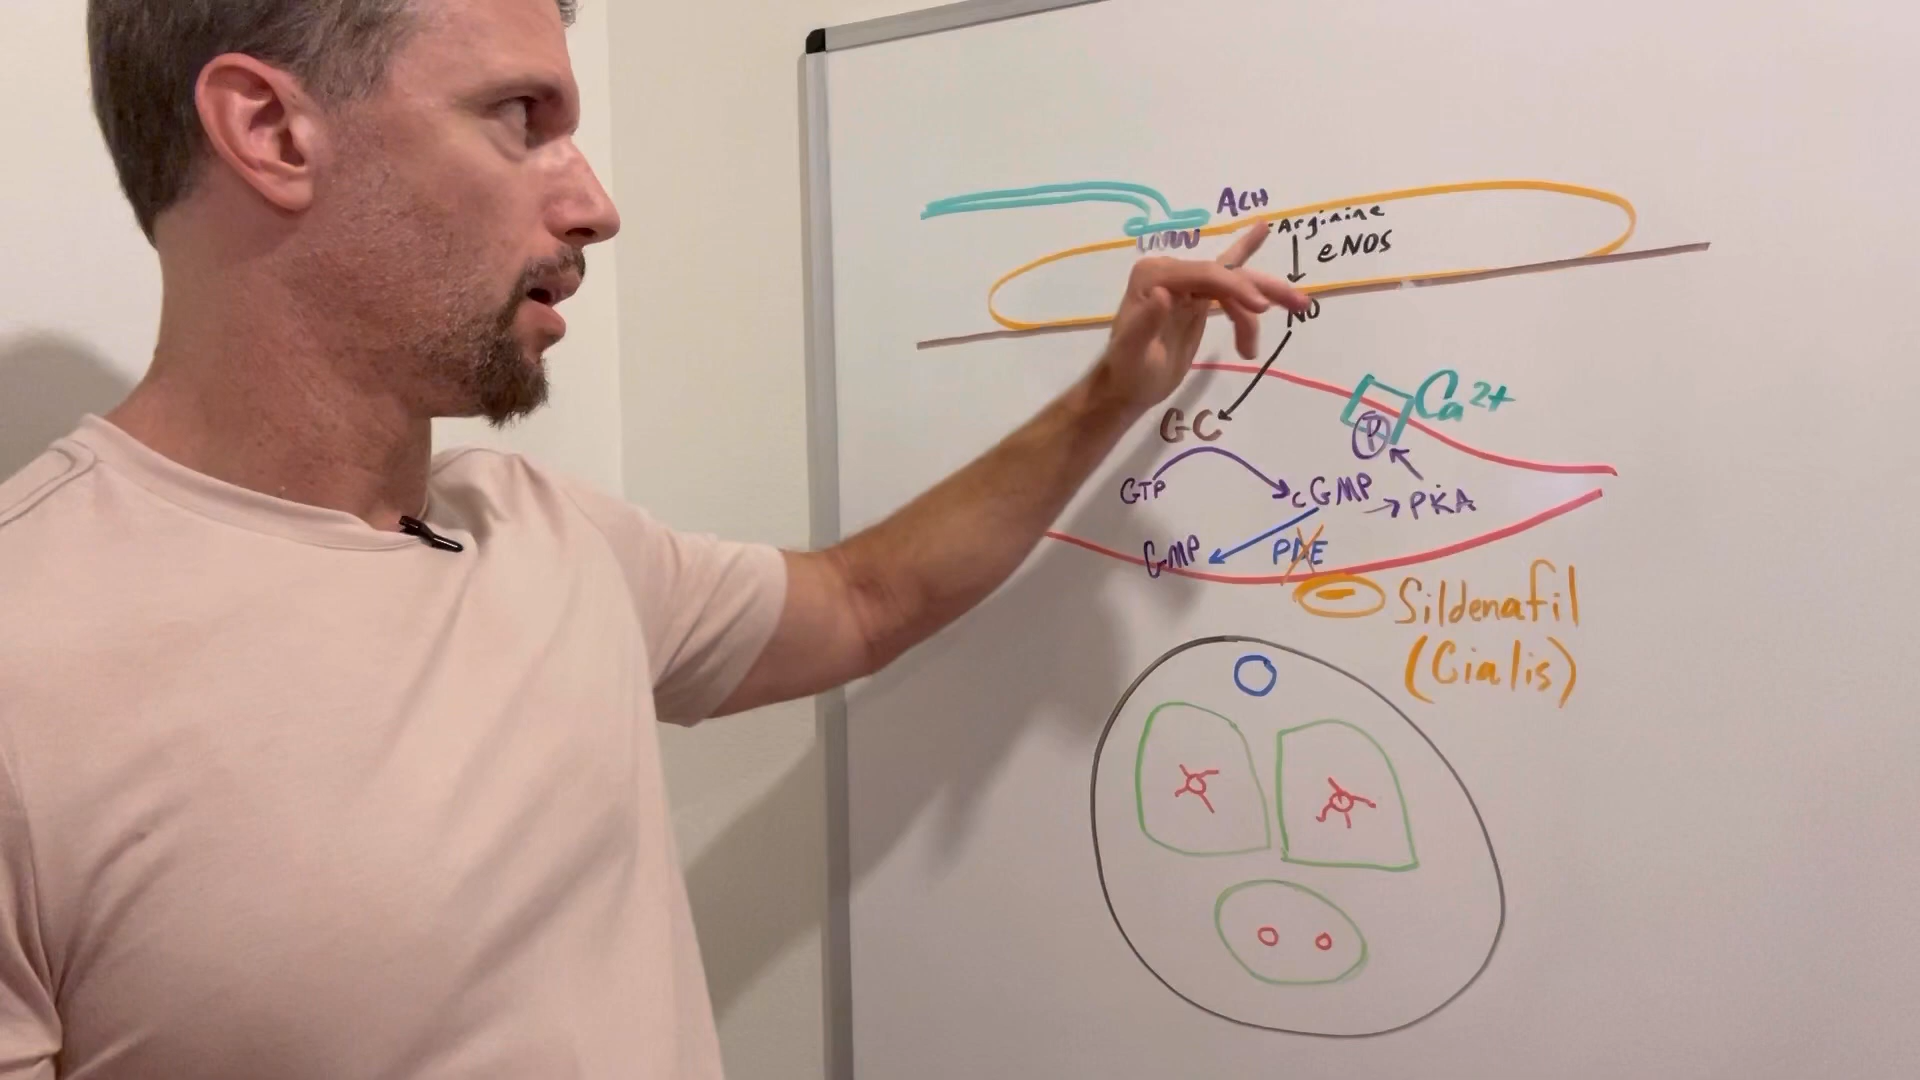 ACH
Arginine
eNOS
NO
Ca2+
GC
P
GTP
cGMP
PKA
GMP
PDE
Sildenafil
(Cialis)